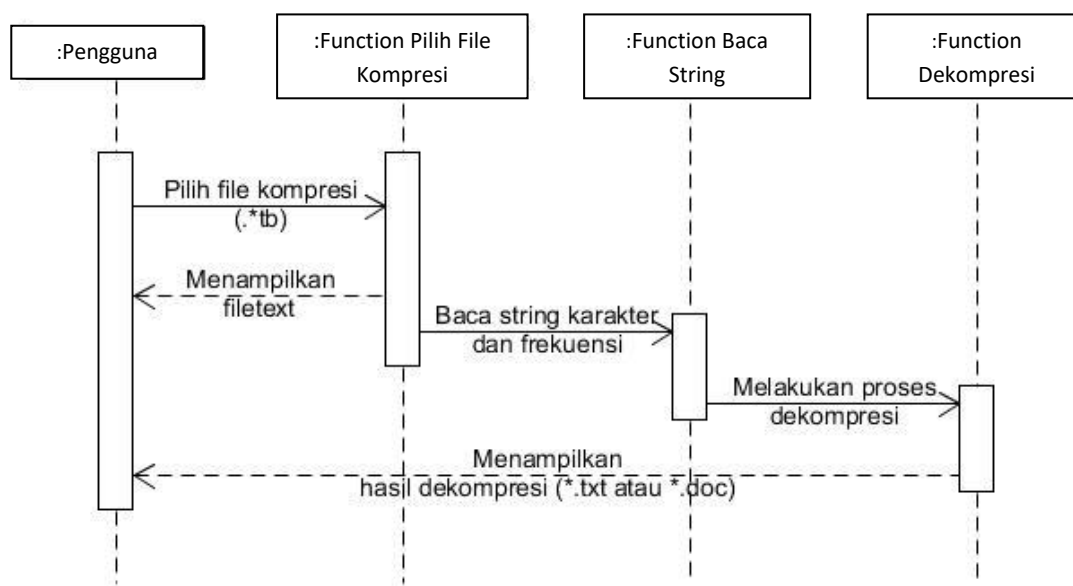 :Pengguna
:Function Pilih File
Kompresi
:Function Baca
String
:Function
Dekompresi
Pilih file kompresi
(.*tb)
Menampilkan
filetext
Baca string karakter
dan frekuensi
Melakukan proses
dekompresi
Menampilkan
hasil dekompresi (*.txt atau *.doc)